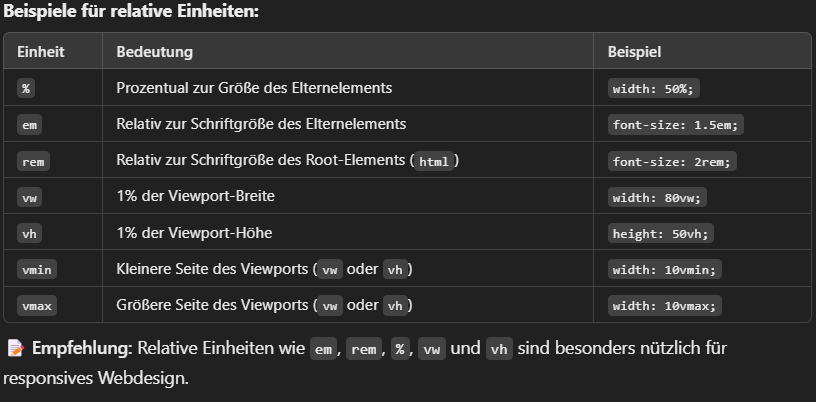 Beispiele für relative Einheiten:
Einheit Bedeutung Beispiel
% Prozentual zur Größe des Elternelements width: 50%;
em Relativ zur Schriftgröße des Elternelements font-size: 1.5em;
rem Relativ zur Schriftgröße des Root-Elements (html) font-size: 2rem;
vw 1% der Viewport-Breite width: 80vw;
vh 1% der Viewport-Höhe height: 50vh;
vmin Kleinere Seite des Viewports (vw oder vh) width: 10vmin;
vmax Größere Seite des Viewports (vw oder vh) width: 10vmax;
📝 Empfehlung: Relative Einheiten wie em, rem, %, vw und vh sind besonders nützlich für
responsives Webdesign.